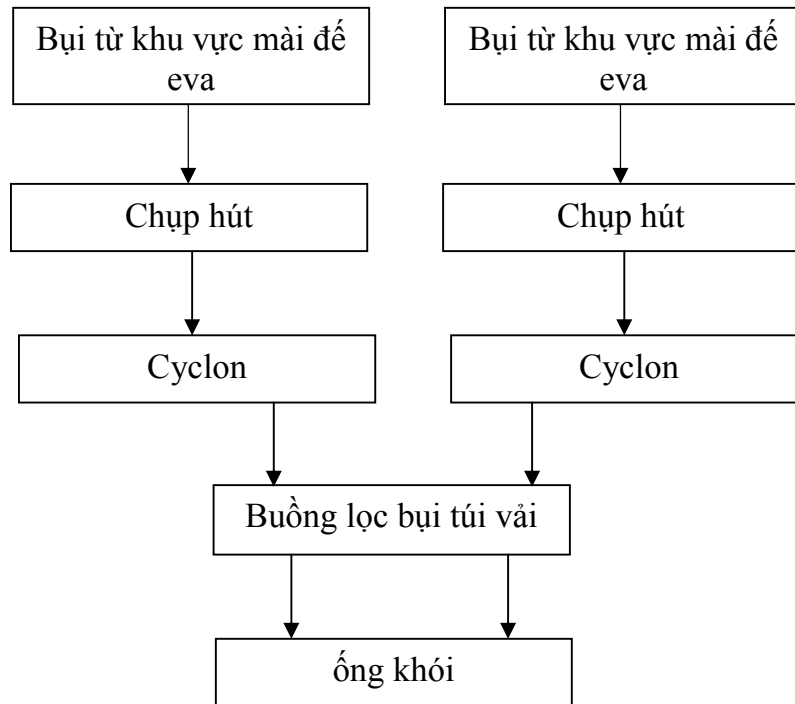 Bụi từ khu vực mài đế
eva
Bụi từ khu vực mài đế
eva
Chụp hút
Chụp hút
Cyclon
Cyclon
Buồng lọc bụi túi vải
ống khói